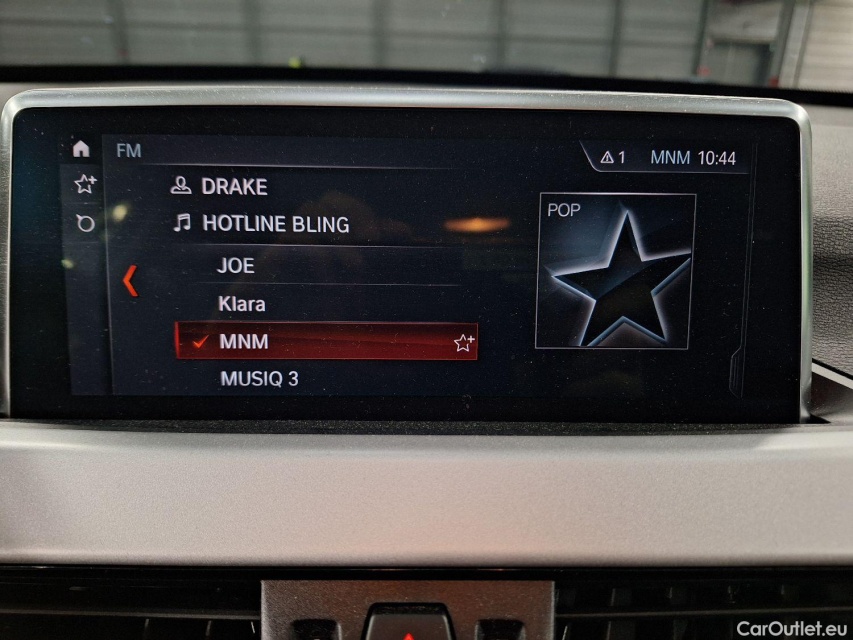 FM
1 MNM 10:44
DRAKE
HOTLINE BLING
POP
JOE
Klara
MNM
MUSIQ 3
CarOutlet.eu